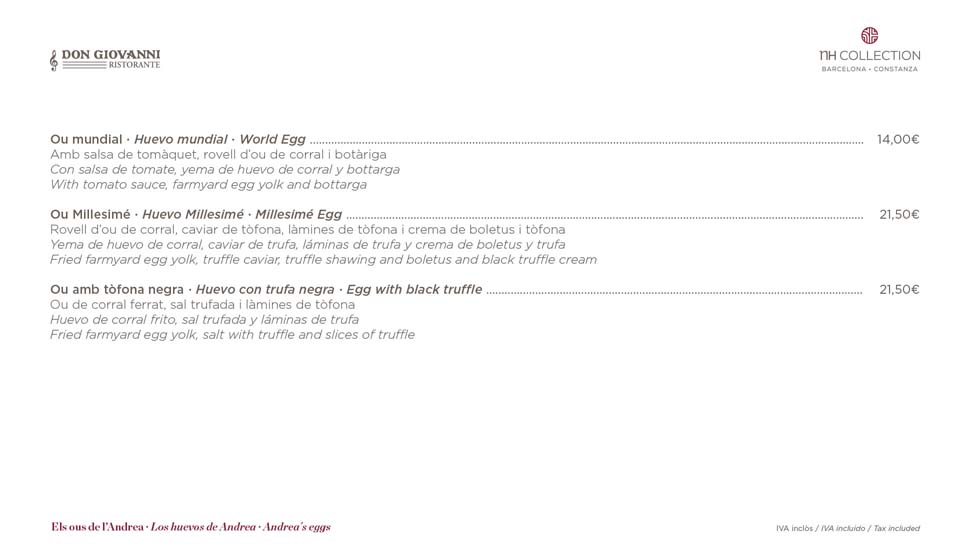 DON GIOVANNI
RISTORANTE
NH COLLECTION
BARCELONA - CONSTANZA
Ou mundial · Huevo mundial · World Egg ........ 14,00€
Amb salsa de tomàquet, rovell d'ou de corral i botàriga
Con salsa de tomate, yema de huevo de corral y bottarga
With tomato sauce, farmyard egg yolk and bottarga
Ou Millesimé · Huevo Millesimé · Millesimé Egg ........ 21,50€
Rovell d'ou de corral, caviar de tòfona, làmines de tòfona i crema de boletus i tòfona
Yema de huevo de corral, caviar de trufa, láminas de trufa y crema de boletus y trufa
Fried farmyard egg yolk, truffle caviar, truffle shawing and boletus and black truffle cream
Ou amb tòfona negra · Huevo con trufa negra · Egg with black truffle ........ 21,50€
Ou de corral ferrat, sal trufada i làmines de tòfona
Huevo de corral frito, sal trufada y láminas de trufa
Fried farmyard egg yolk, salt with truffle and slices of truffle
Els ous de l'Andrea · Los huevos de Andrea · Andrea´s eggs
IVA inclòs / IVA incluido / Tax included